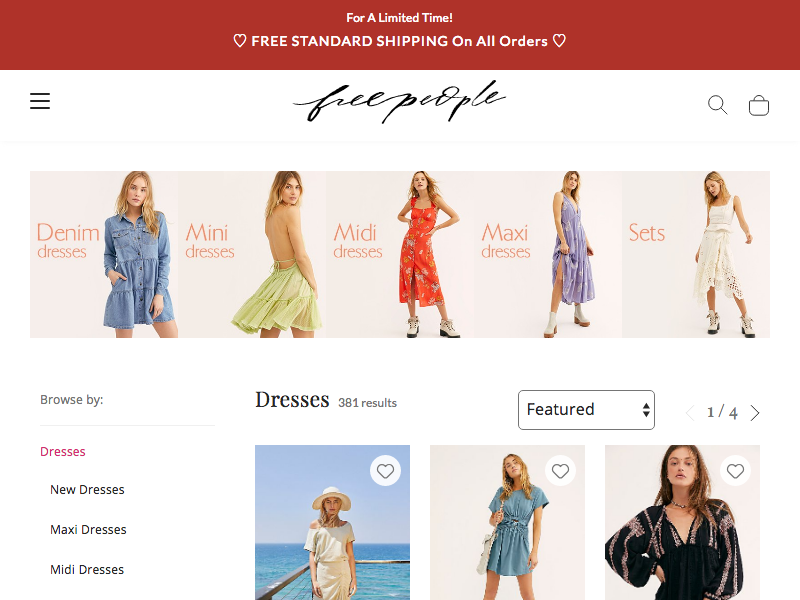 For A Limited Time!
♡ FREE STANDARD SHIPPING On All Orders ♡
free people
Denim dresses
Mini dresses
Midi dresses
Maxi dresses
Sets
Browse by:
Dresses
New Dresses
Maxi Dresses
Midi Dresses
Dresses 381 results
Featured
1 / 4